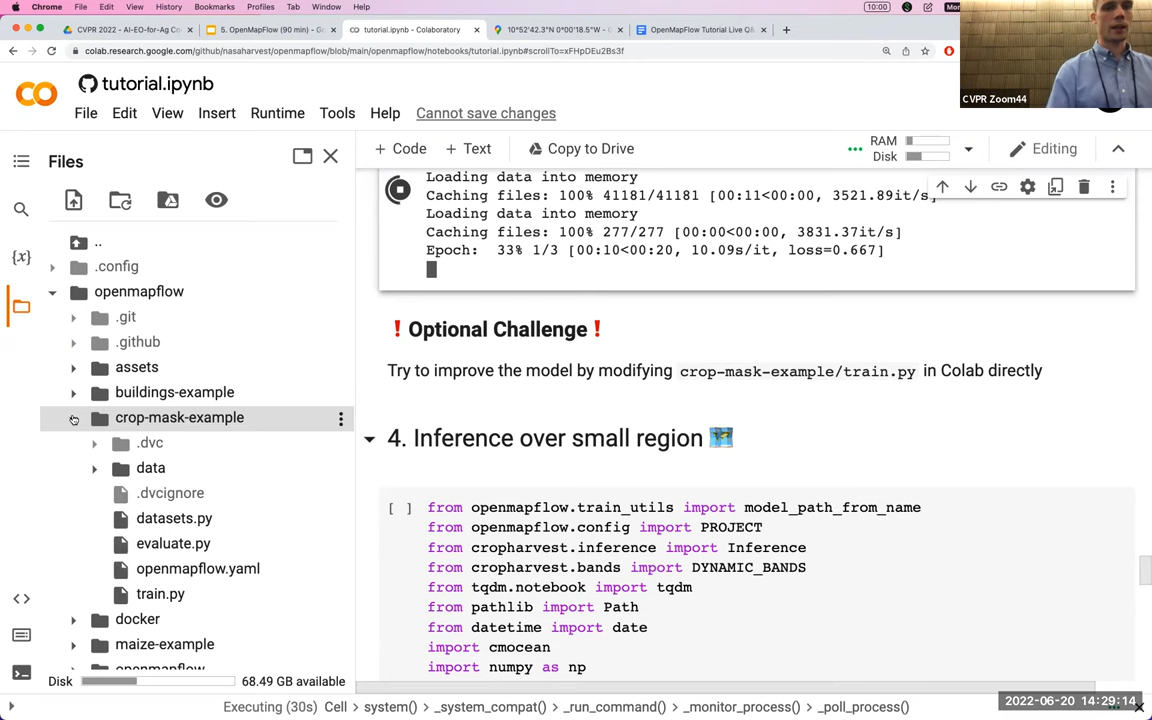 Chrome File Edit View History Bookmarks Profiles Tab Window Help 10:00
CVPR 2022 - AI-EO-for-Ag Co 5. OpenMapFlow (90 min) - Go tutorial.ipynb - Colaboratory 10°52'42.3"N 0°00'18.5"W - G OpenMapFlow Tutorial Live Q&
colab.research.google.com/github/nasaharvest/openmapflow/blob/main/openmapflow/notebooks/tutorial.ipynb#scrollTo=xFHpDEu2Bs3f
CVPR Zoom44
tutorial.ipynb
File Edit View Insert Runtime Tools Help Cannot save changes
Files
+ Code + Text Copy to Drive
RAM
Disk
Editing
..
.config
openmapflow
.git
.github
assets
buildings-example
crop-mask-example
.dvc
data
.dvcignore
datasets.py
evaluate.py
openmapflow.yaml
train.py
docker
maize-example
openmapflow
Disk 68.49 GB available
Loading data into memory
Caching files: 100% 41181/41181 [00:11<00:00, 3521.89it/s]
Loading data into memory
Caching files: 100% 277/277 [00:00<00:00, 3831.37it/s]
Epoch: 33% 1/3 [00:10<00:20, 10.09s/it, loss=0.667]
❗ Optional Challenge ❗
Try to improve the model by modifying crop-mask-example/train.py in Colab directly
4. Inference over small region
[ ] from openmapflow.train_utils import model_path_from_name
from openmapflow.config import PROJECT
from cropharvest.inference import Inference
from cropharvest.bands import DYNAMIC_BANDS
from tqdm.notebook import tqdm
from pathlib import Path
from datetime import date
import cmocean
import numpy as np
Executing (30s) Cell > system() > _system_compat() > _run_command() > _monitor_process() > _poll_process()
2022-06-20 14:29:14